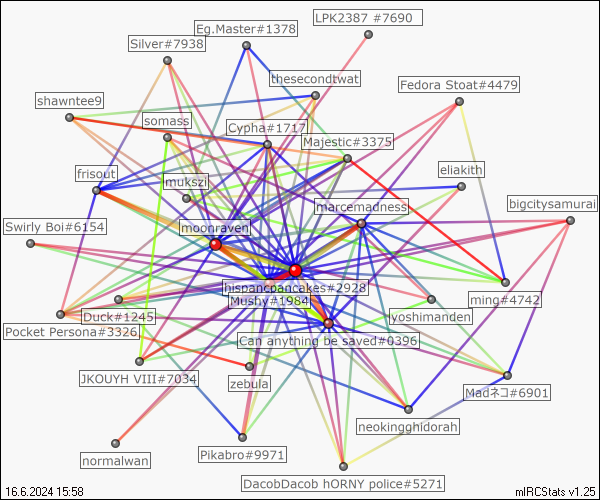 LPK2387 #7690
Eg.Master#1378
Silver#7938
thesecondtwat
Fedora Stoat#4479
shawntee9
somass
Cypha#1717
Majestic#3375
eliakith
frisout
mukszi
bigcitysamurai
marcemadness
Swirly Boi#6154
moonraven
hispancpancakes#2928
Mushy#1984
ming#4742
Duck#1245
lyoshimanden
Pocket Persona#3326
Can anything be saved#0396
JKOUYH VIII#7034
zebula
Madネコ#6901
neokingghidorah
normalwan
Pikabro#9971
DacobDacob hORNY police#5271
16.6.2024 15:58
mIRCStats v1.25